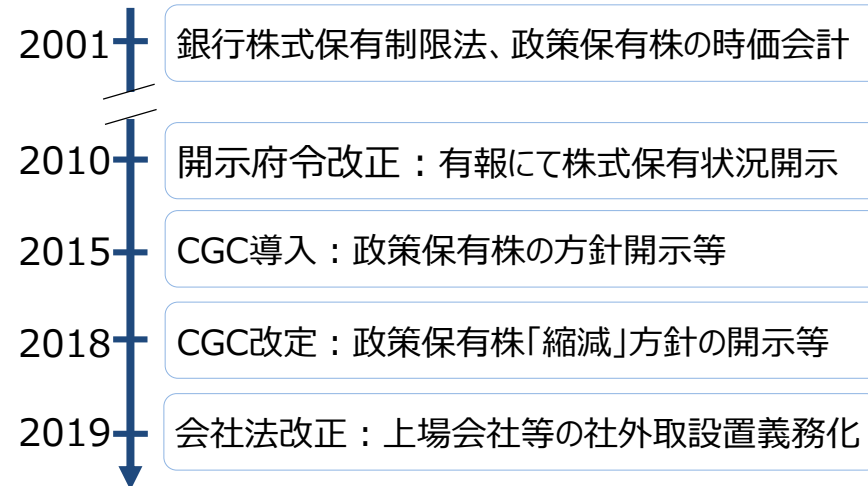 2001 銀行株式保有制限法、政策保有株の時価会計
2010 開示府令改正：有報にて株式保有状況開示
2015 CGC導入：政策保有株の方針開示等
2018 CGC改定：政策保有株「縮減」方針の開示等
2019 会社法改正：上場会社等の社外取設置義務化